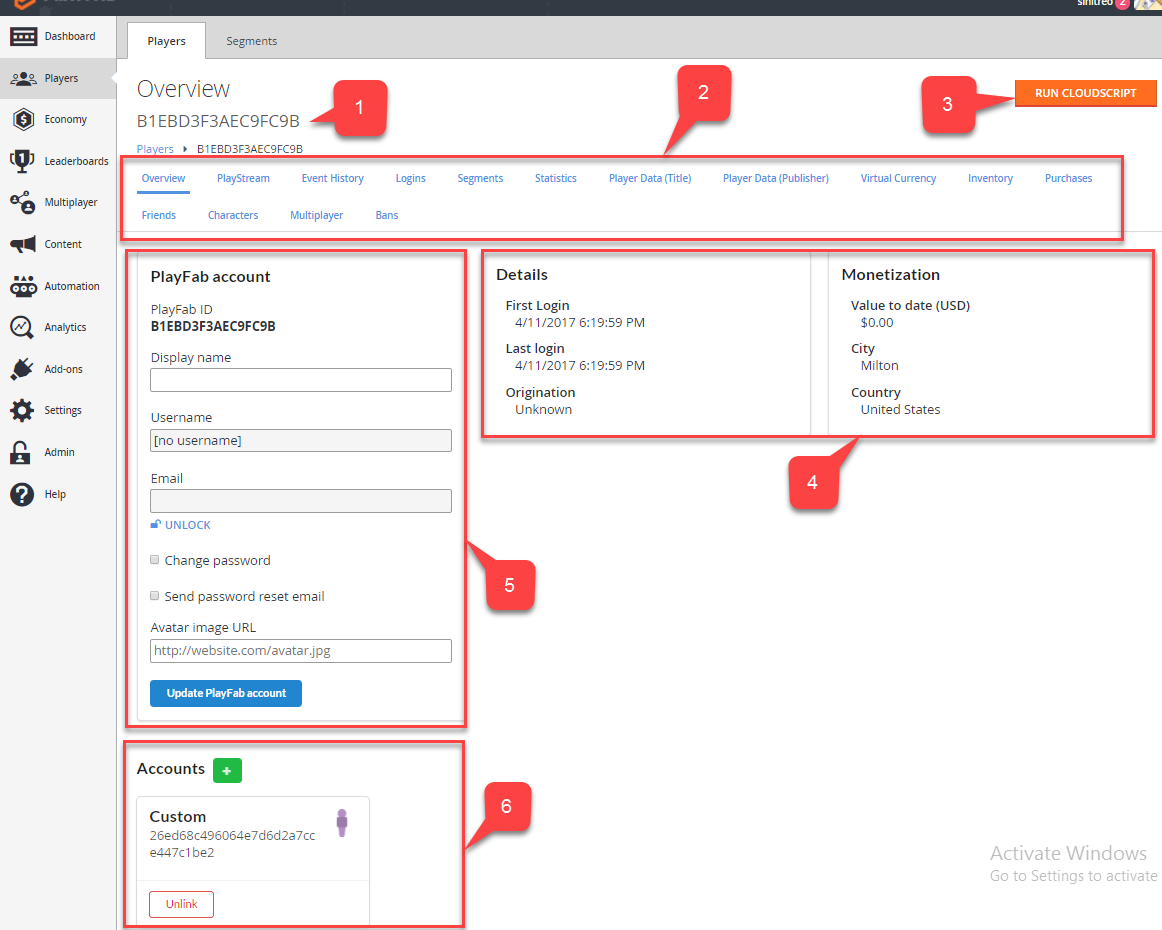 sinitreo 2
Dashboard
Players
Economy
Leaderboards
Multiplayer
Content
Automation
Analytics
Add-ons
Settings
Admin
Help
Players Segments
Overview
B1EBD3F3AEC9FC9B
1
2
3
RUN CLOUDSCRIPT
Players B1EBD3F3AEC9FC9B
Overview PlayStream Event History Logins Segments Statistics Player Data (Title) Player Data (Publisher) Virtual Currency Inventory Purchases
Friends Characters Multiplayer Bans
PlayFab account
PlayFab ID
B1EBD3F3AEC9FC9B
Display name
Username
[no username]
Email
UNLOCK
Change password
Send password reset email
Avatar image URL
http://website.com/avatar.jpg
Update PlayFab account
5
Details
First Login
4/11/2017 6:19:59 PM
Last login
4/11/2017 6:19:59 PM
Origination
Unknown
Monetization
Value to date (USD)
$0.00
City
Milton
Country
United States
4
Accounts +
Custom
26ed68c496064e7d6d2a7cc
e447c1be2
Unlink
6
Activate Windows
Go to Settings to activate